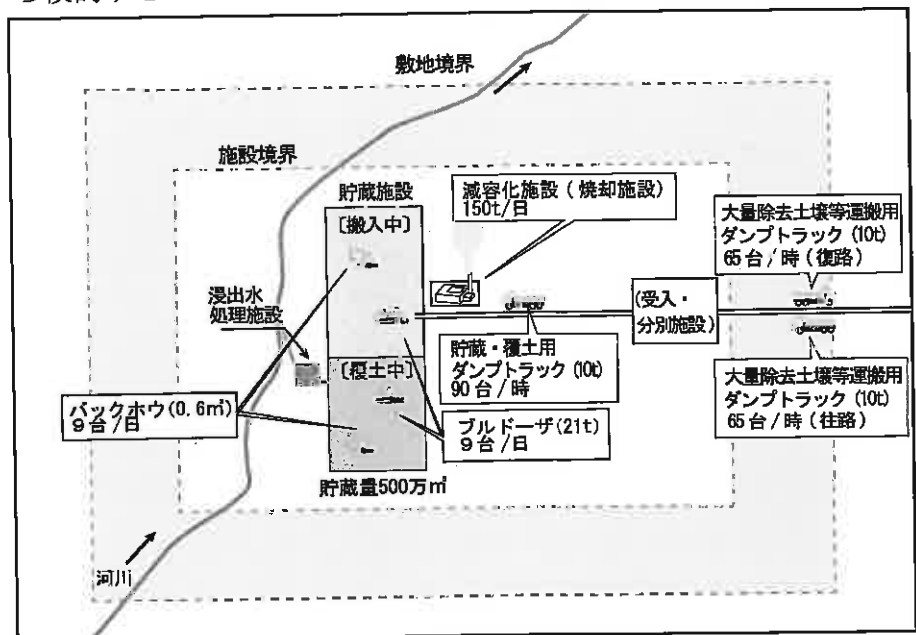 敷地境界
施設境界
貯蔵施設
〔搬入中〕
減容化施設(焼却施設)
150t/日
大量除去土壌等運搬用
ダンプトラック(10t)
65台/時(復路)
浸出水
処理施設
(受入・
分別施設)
貯蔵・覆土用
ダンプトラック(10t)
90台/時
〔覆土中〕
大量除去土壌等運搬用
ダンプトラック(10t)
65台/時(往路)
バックホウ(0.6㎥)
9台/日
ブルドーザ(21t)
9台/日
貯蔵量500万㎥
河川